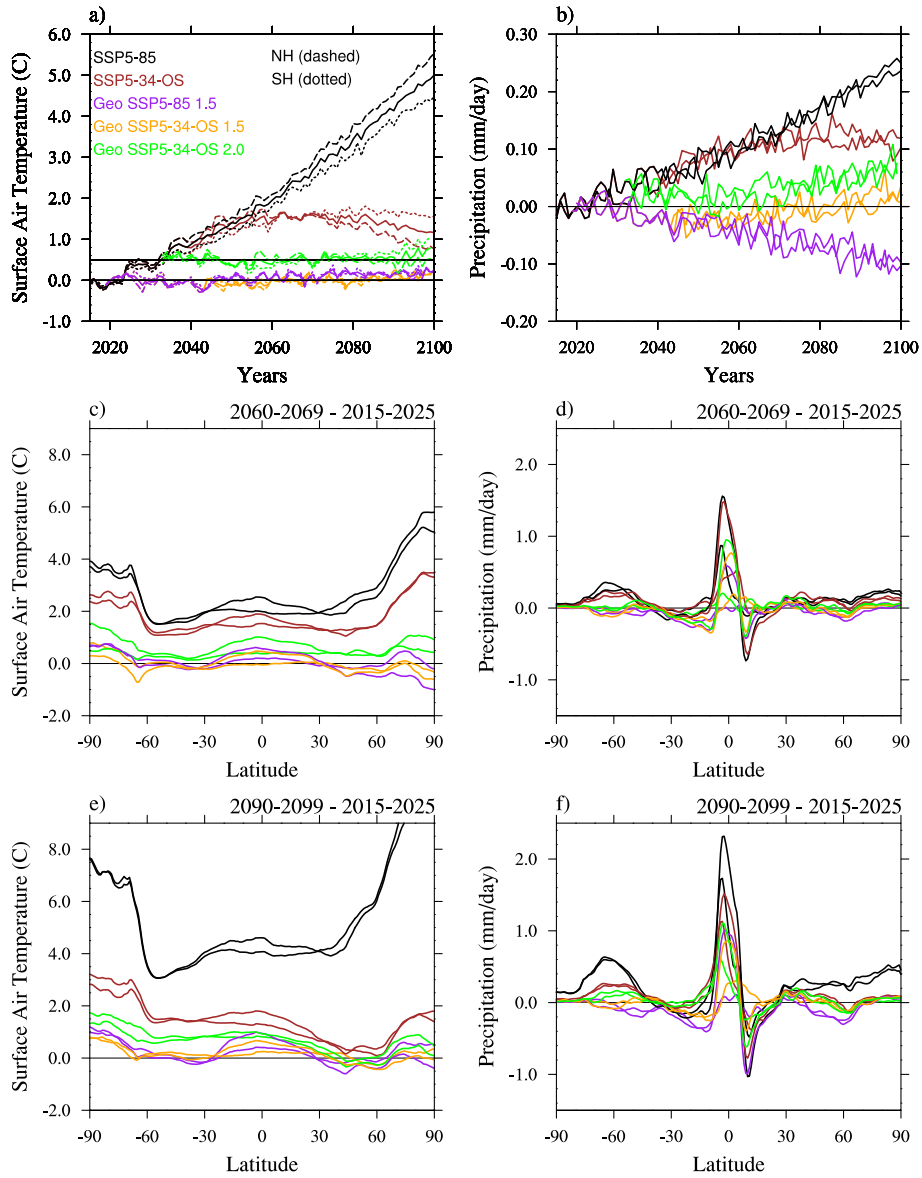 a)
6.0
5.0
4.0
3.0
2.0
1.0
0.0
-1.0
Surface Air Temperature (C)
SSP5-85
SSP5-34-OS
Geo SSP5-85 1.5
Geo SSP5-34-OS 1.5
Geo SSP5-34-OS 2.0
NH (dashed)
SH (dotted)
2020 2040 2060 2080 2100
Years
b)
0.30
0.20
0.10
0.00
-0.10
-0.20
Precipitation (mm/day)
2020 2040 2060 2080 2100
Years
c) 2060-2069 - 2015-2025
8.0
6.0
4.0
2.0
0.0
-2.0
Surface Air Temperature (C)
-90 -60 -30 0 30 60 90
Latitude
d) 2060-2069 - 2015-2025
2.0
1.0
0.0
-1.0
Precipitation (mm/day)
-90 -60 -30 0 30 60 90
Latitude
e) 2090-2099 - 2015-2025
8.0
6.0
4.0
2.0
0.0
-2.0
Surface Air Temperature (C)
-90 -60 -30 0 30 60 90
Latitude
f) 2090-2099 - 2015-2025
2.0
1.0
0.0
-1.0
Precipitation (mm/day)
-90 -60 -30 0 30 60 90
Latitude